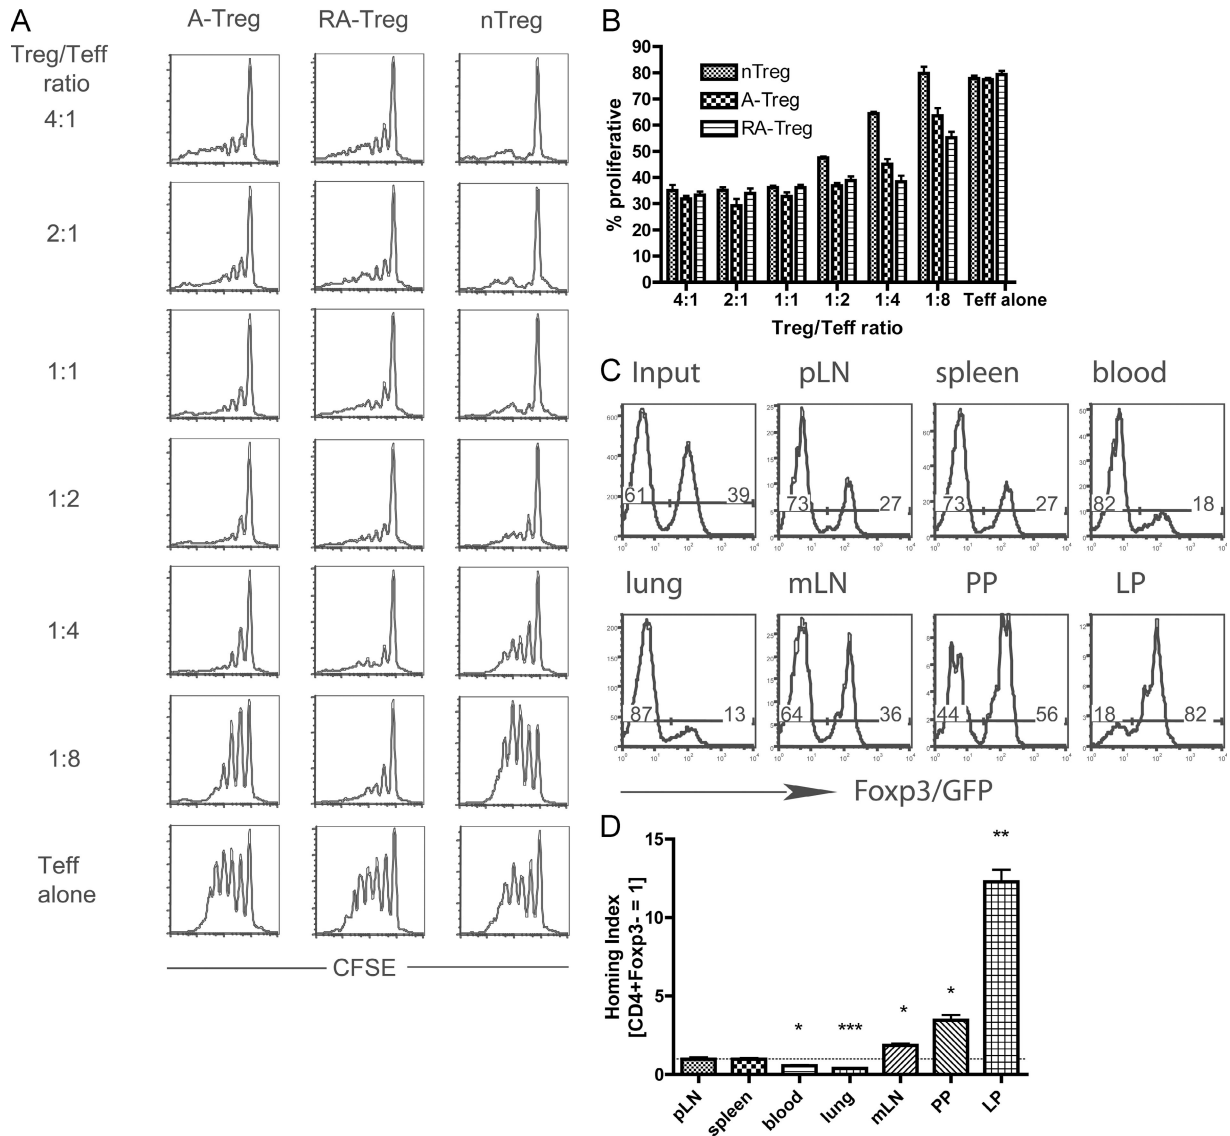 A
A-Treg
RA-Treg
nTreg
Treg/Teff
ratio
4:1
2:1
1:1
1:2
1:4
1:8
Teff
alone
CFSE
B
% proliferative
90
80
70
60
50
40
30
20
10
0
nTreg
A-Treg
RA-Treg
4:1 2:1 1:1 1:2 1:4 1:8 Teff alone
Treg/Teff ratio
C
Input pLN spleen blood
61 39
73 27
73 27
82 18
lung mLN PP LP
87 13
64 36
44 56
18 82
Foxp3/GFP
D
Homing Index
[CD4+Foxp3- = 1]
15
10
5
0
* *** * * **
pLN spleen blood lung mLN PP LP